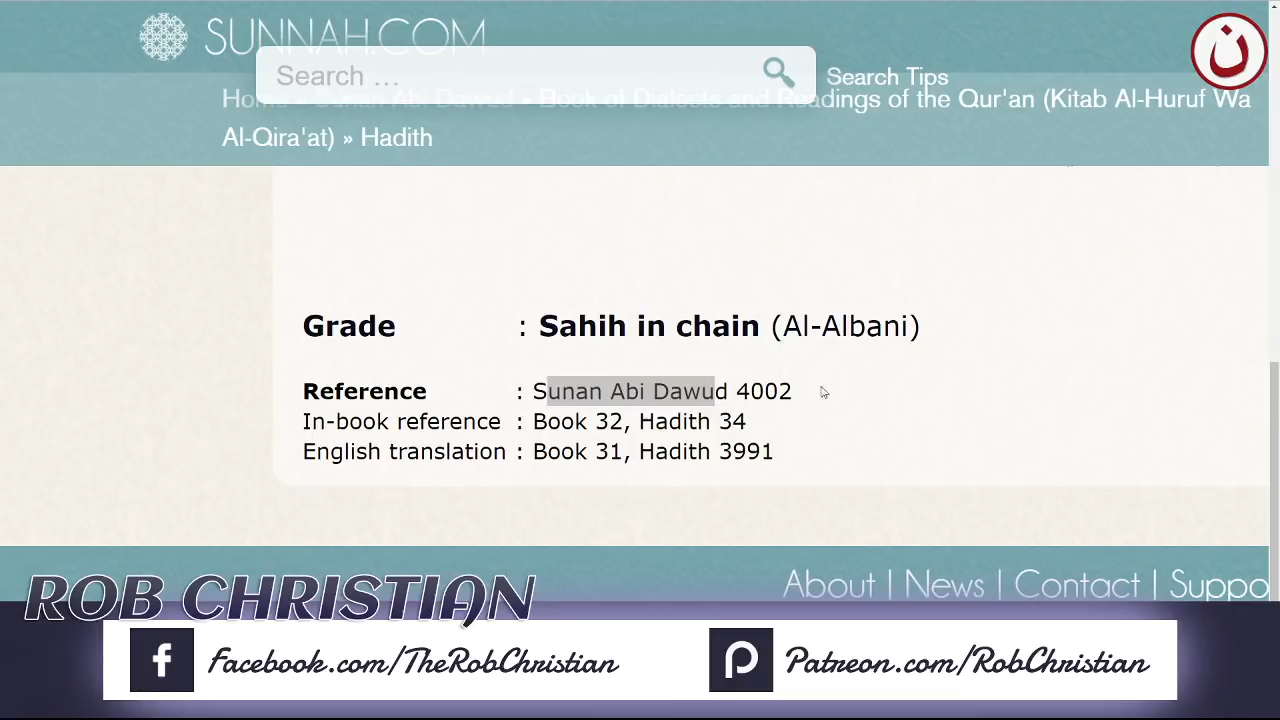 SUNNAH.COM
Search ...
Search Tips
Home » Sunan Abi Dawud » Book of Dialects and Readings of the Qur'an (Kitab Al-Huruf Wa
Al-Qira'at) » Hadith
ن
Grade : Sahih in chain (Al-Albani)
Reference : Sunan Abi Dawud 4002
In-book reference : Book 32, Hadith 34
English translation : Book 31, Hadith 3991
About | News | Contact | Suppo
ROB CHRISTIAN
f Facebook.com/TheRobChristian
Patreon.com/RobChristian